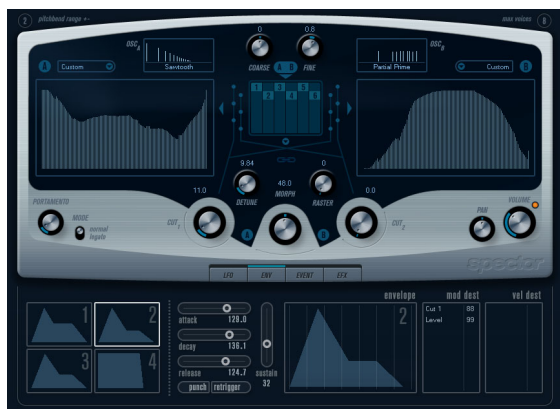 2 pitchbend range +- max voices 8
OSC A Sawtooth
0 0.8
COARSE FINE
Partial Prime OSC B
A Custom
A B
Custom B
1 3 5
2 4 6
9.84 48.0 0
DETUNE MORPH RASTER
11.0 0.0
PORTAMENTO
MODE
normal
legato
CUT 1
CUT 2
A B
PAN
VOLUME
spector
LFO ENV EVENT EFX
1 2
3 4
attack 128.0
decay 136.1
release 124.7
punch retrigger
sustain
32
envelope
2
mod dest
Cut 1 88
Level 99
vel dest